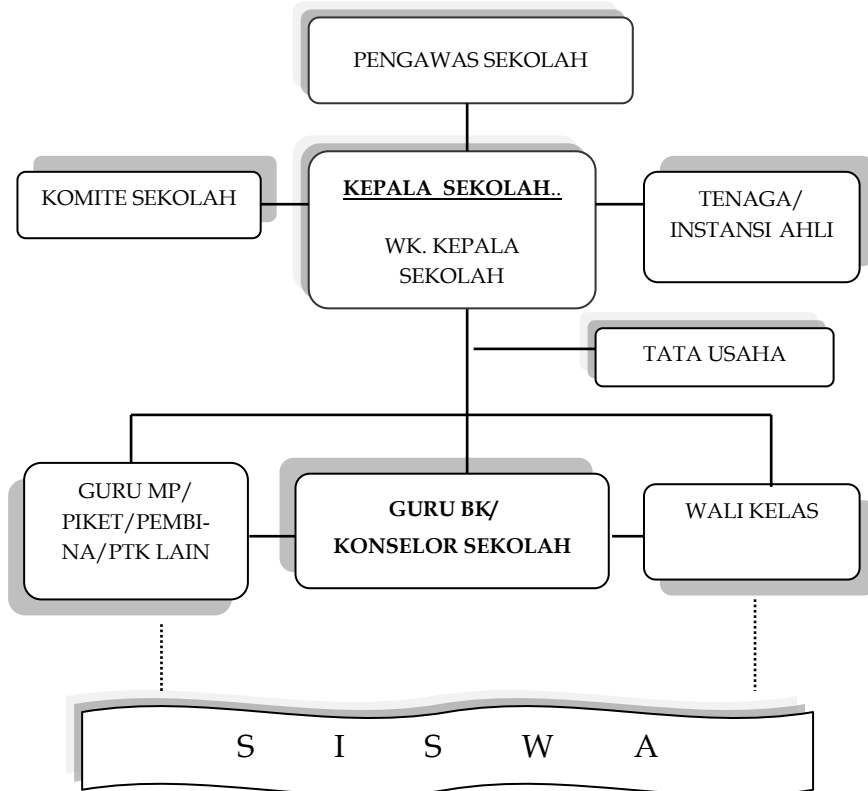 PENGAWAS SEKOLAH
KOMITE SEKOLAH
KEPALA SEKOLAH..
WK. KEPALA
SEKOLAH
TENAGA/
INSTANSI AHLI
TATA USAHA
GURU MP/
PIKET/PEMBI-
NA/PTK LAIN
GURU BK/
KONSELOR SEKOLAH
WALI KELAS
S I S W A